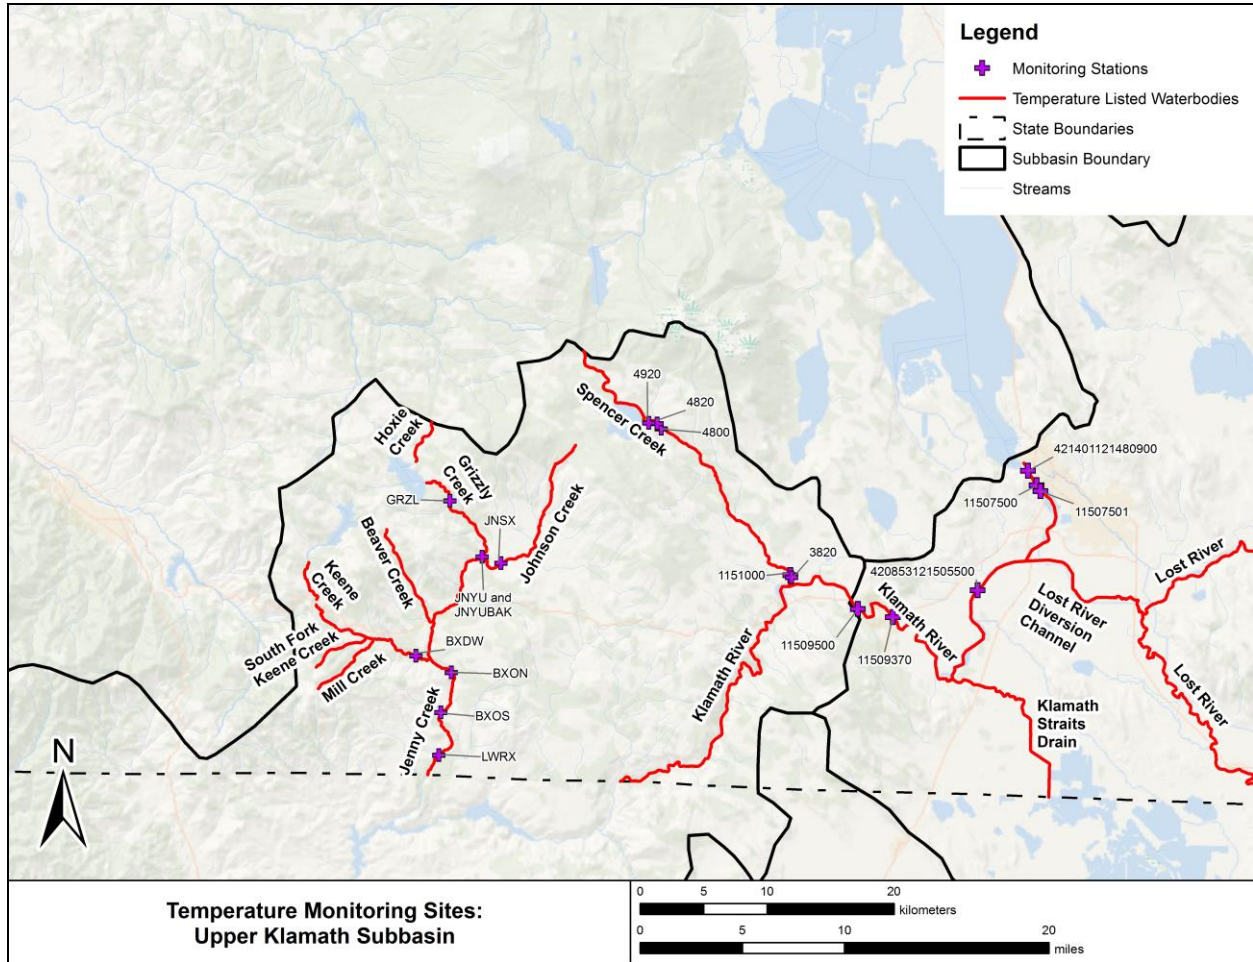 Legend
Monitoring Stations
Temperature Listed Waterbodies
State Boundaries
Subbasin Boundary
Streams
4920
4820
4800
Spencer Creek
Hoxie
Creek
Grizzly
Creek
GRZL
JNSX
Johnson Creek
Beaver Creek
JNYU and
JNYUBAK
Keene
Creek
South Fork
Keene Creek
Mill Creek
BXDW
BXON
BXOS
Jenny Creek
LWRX
421401121480900
11507500
11507501
3820
1151000
420853121505500
11509500
Klamath River
11509370
Klamath River
Lost River
Lost River
Diversion
Channel
Lost River
Klamath
Straits
Drain
N
Temperature Monitoring Sites:
Upper Klamath Subbasin
0 5 10 20
kilometers
0 5 10 20
miles